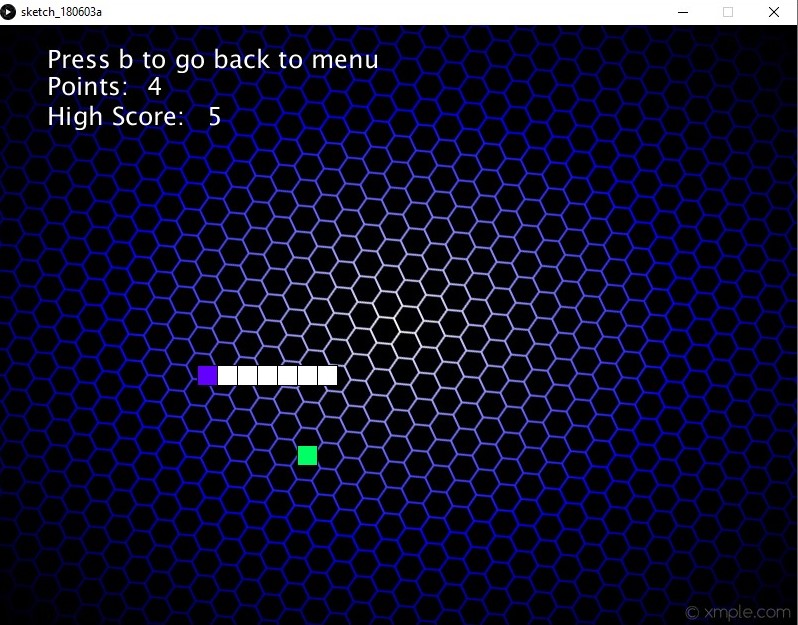 sketch_180603a
Press b to go back to menu
Points: 4
High Score: 5
© xmple.com